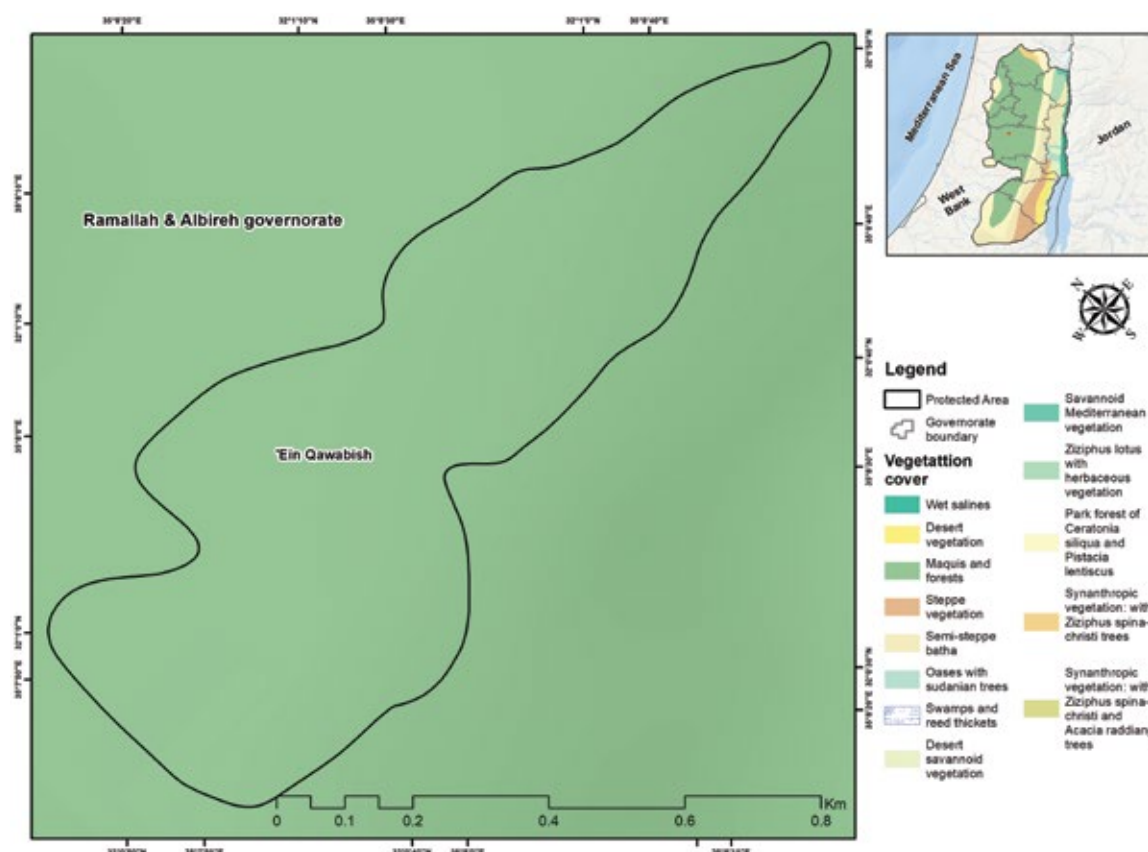 Ramallah & Albireh governorate
'Ein Qawabish
0
0.1
0.2
0.4
0.6
0.8
Km
Mediterranean Sea
West
Bank
Jordan
N
E
W
S
Legend
Protected Area
Governorate
boundary
Vegetattion
cover
Wet salines
Desert
vegetation
Maquis and
forests
Steppe
vegetation
Semi-steppe
batha
Oases with
sudanian trees
Swamps and
reed thickets
Desert
savannoid
vegetation
Savannoid
Mediterranean
vegetation
Ziziphus lotus
with
herbaceous
vegetation
Park forest of
Ceratonia
siliqua and
Pistacia
lentiscus
Synanthropic
vegetation: wit
Ziziphus spina-
christi trees
Synanthropic
vegetation: wit
Ziziphus spina-
christi and
Acacia raddian
trees